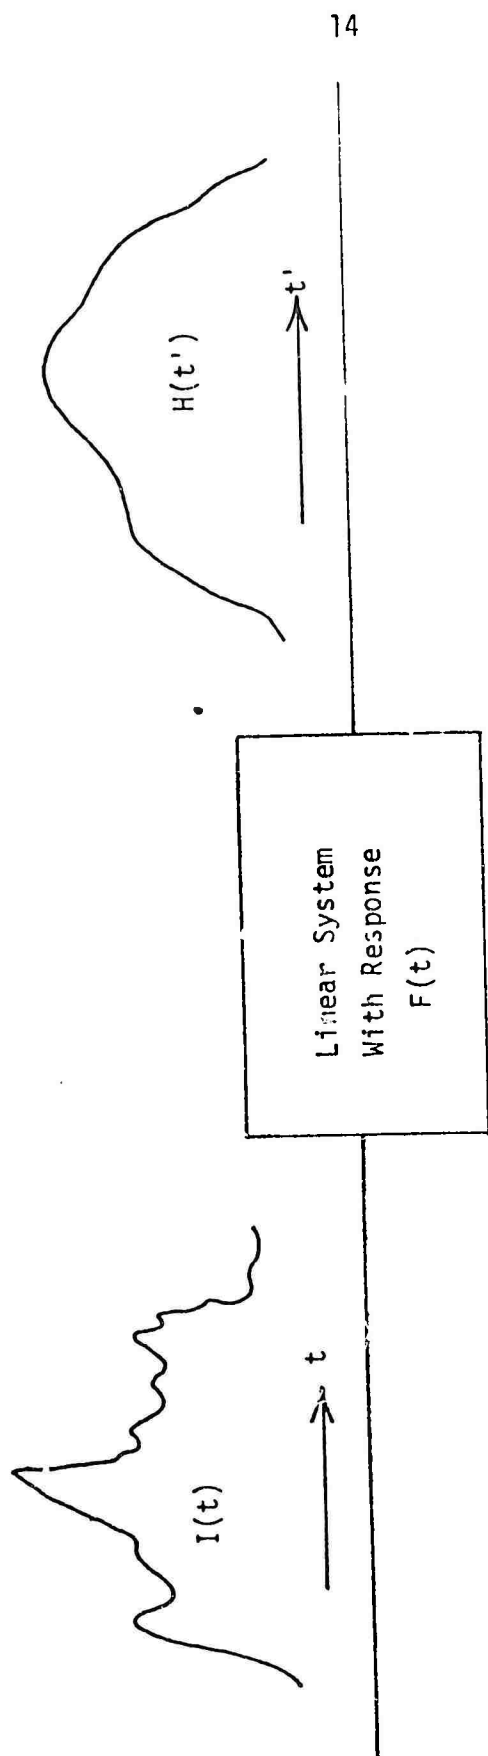 14
I(t)
t
Linear System
With Response
F(t)
H(t')
t'